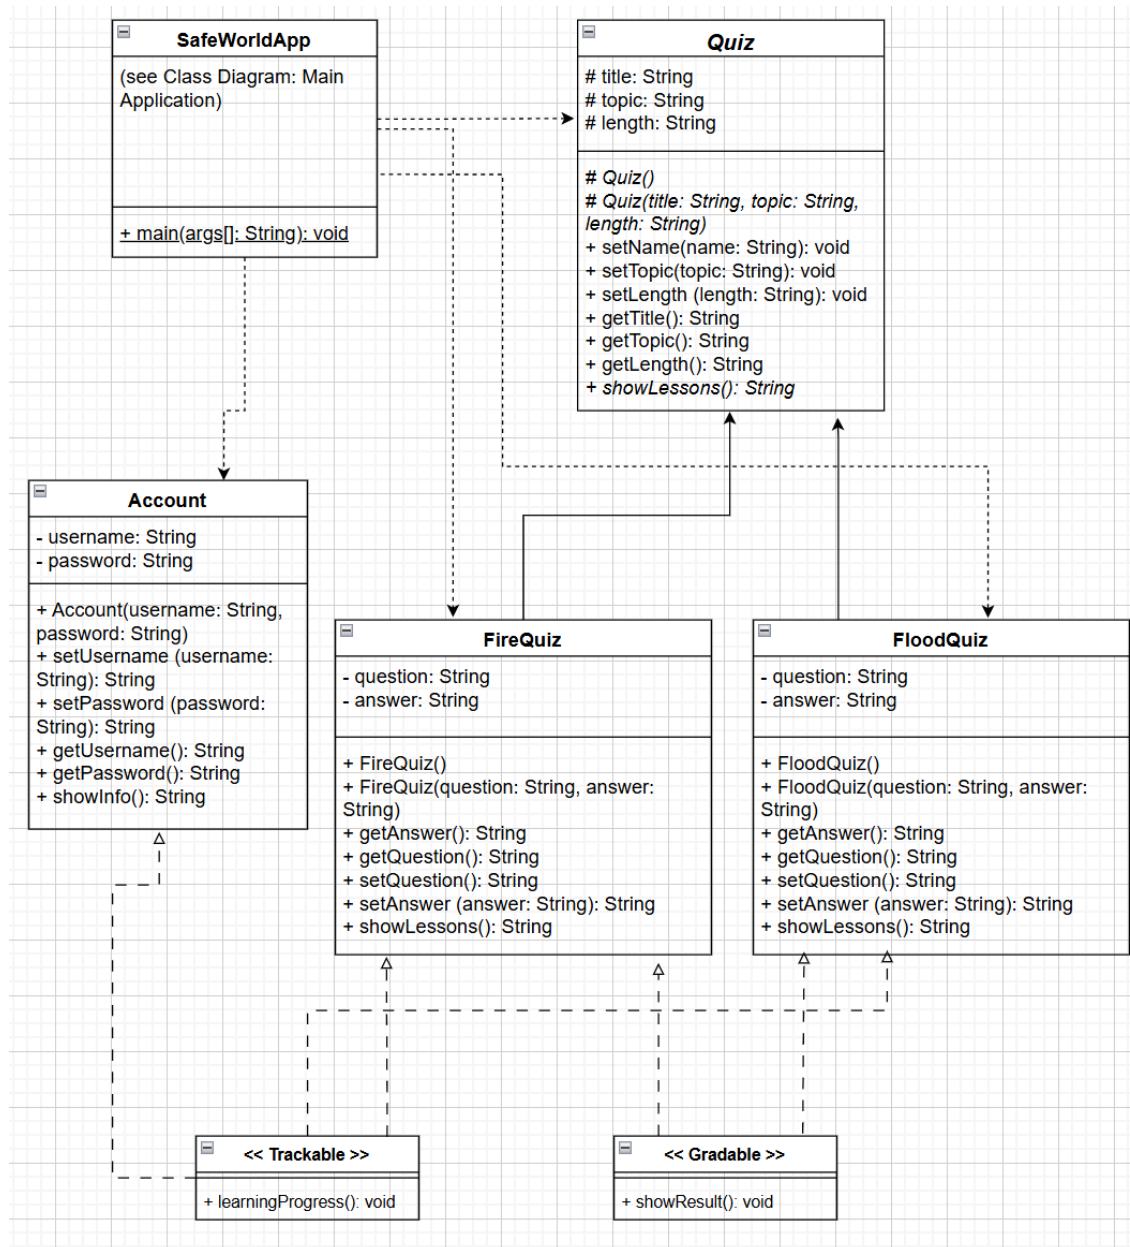 SafeWorldApp
(see Class Diagram: Main
Application)
+ main(args[]: String): void
Quiz
# title: String
# topic: String
# length: String
# Quiz()
# Quiz(title: String, topic: String,
length: String)
+ setName(name: String): void
+ setTopic(topic: String): void
+ setLength (length: String): void
+ getTitle(): String
+ getTopic(): String
+ getLength(): String
+ showLessons(): String
Account
- username: String
- password: String
+ Account(username: String,
password: String)
+ setUsername (username:
String): String
+ setPassword (password:
String): String
+ getUsername(): String
+ getPassword(): String
+ showInfo(): String
FireQuiz
- question: String
- answer: String
+ FireQuiz()
+ FireQuiz(question: String, answer:
String)
+ getAnswer(): String
+ getQuestion(): String
+ setQuestion(): String
+ setAnswer (answer: String): String
+ showLessons(): String
FloodQuiz
- question: String
- answer: String
+ FloodQuiz()
+ FloodQuiz(question: String, answer:
String)
+ getAnswer(): String
+ getQuestion(): String
+ setQuestion(): String
+ setAnswer (answer: String): String
+ showLessons(): String
<< Trackable >>
+ learningProgress(): void
<< Gradable >>
+ showResult(): void